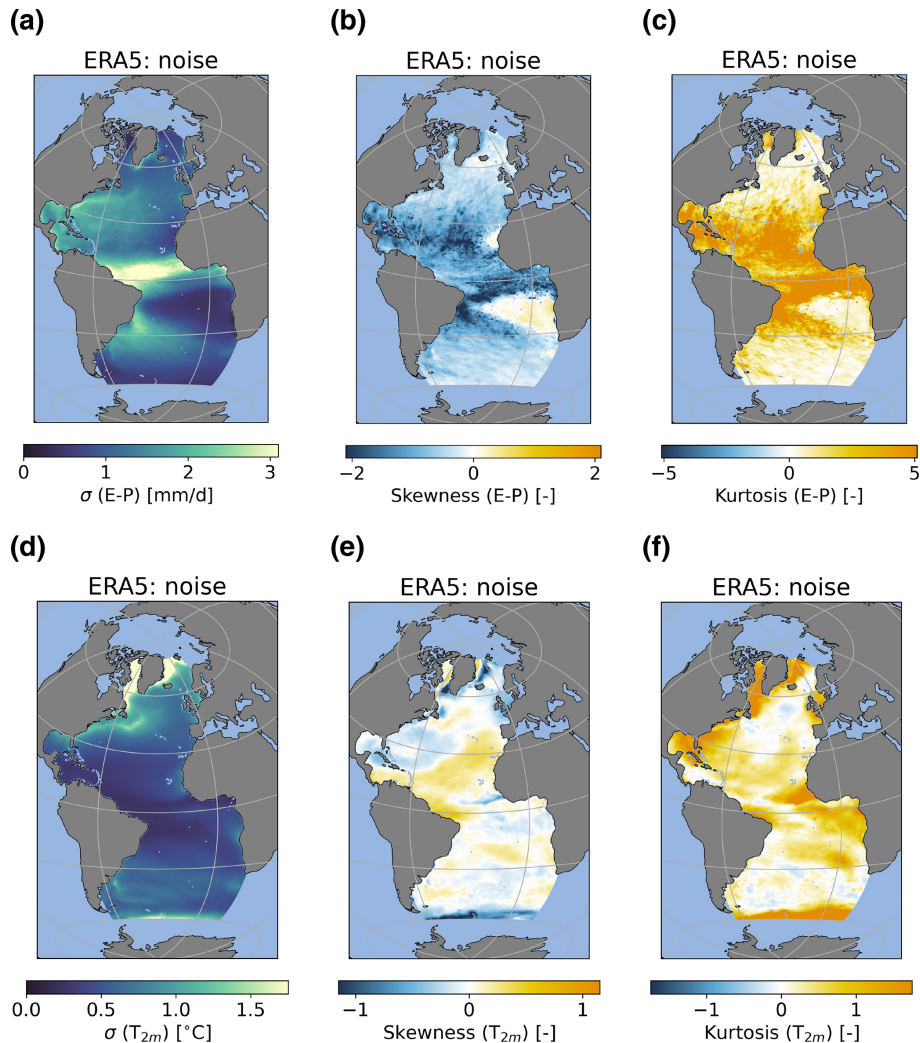 (a) (b) (c)
ERA5: noise ERA5: noise ERA5: noise
0 1 2 3 −2 0 2 −5 0 5
σ (E-P) [mm/d] Skewness (E-P) [-] Kurtosis (E-P) [-]
(d) (e) (f)
ERA5: noise ERA5: noise ERA5: noise
0.0 0.5 1.0 1.5 −1 0 1 −1 0 1
σ (T₂ₘ) [°C] Skewness (T₂ₘ) [-] Kurtosis (T₂ₘ) [-]